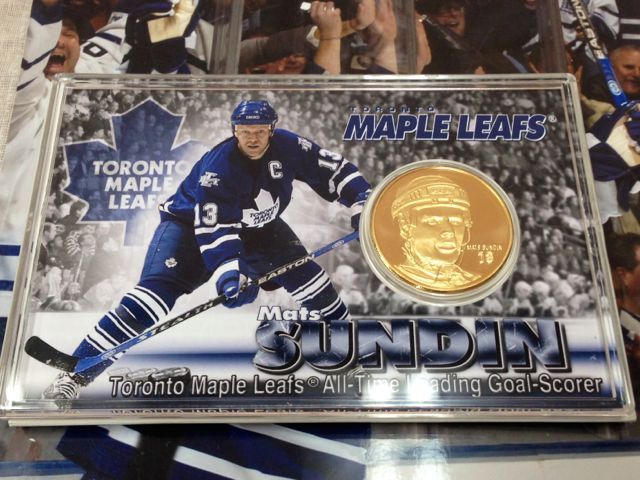 TORONTO
MAPLE LEAFS®
TORONTO
MAPLE
LEAFS
C
13
13
EASTON
STEALTH
MATS SUNDIN
13
Mats
SUNDIN
Toronto Maple Leafs® All-Time Leading Goal-Scorer